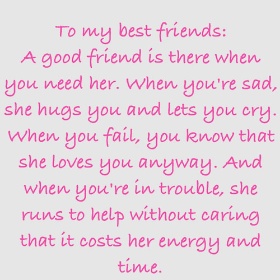 To my best friends:
A good friend is there when
you need her. When you're sad,
she hugs you and lets you cry.
When you fail, you know that
she loves you anyway. And
when you're in trouble, she
runs to help without caring
that it costs her energy and
time.